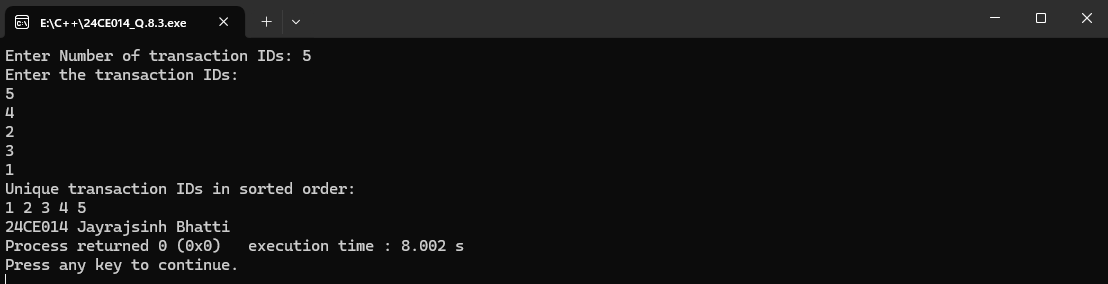 E:\C++\24CE014_Q.8.3.exe
Enter Number of transaction IDs: 5
Enter the transaction IDs:
5
4
2
3
1
Unique transaction IDs in sorted order:
1 2 3 4 5
24CE014 Jayrajsinh Bhatti
Process returned 0 (0x0)   execution time : 8.002 s
Press any key to continue.